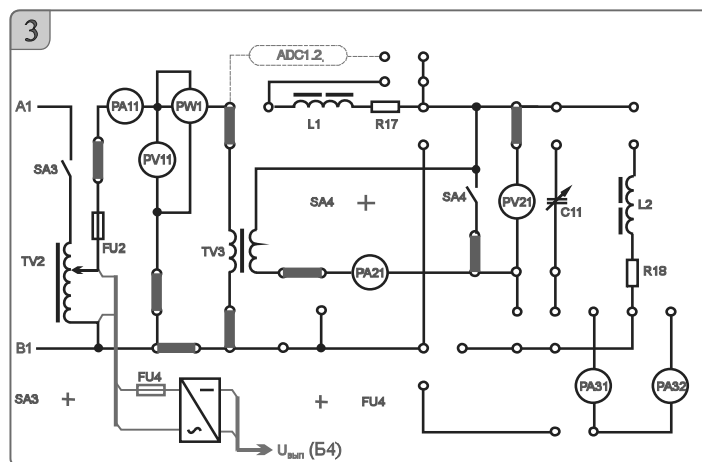 3
ADC1.2
A1
PA11
PW1
L1
R17
SA3
PV11
SA4
SA4
PV21
C11
L2
FU2
TV2
TV3
PA21
R18
B1
SA3
FU4
FU4
PA31
PA32
Uвып (Б4)